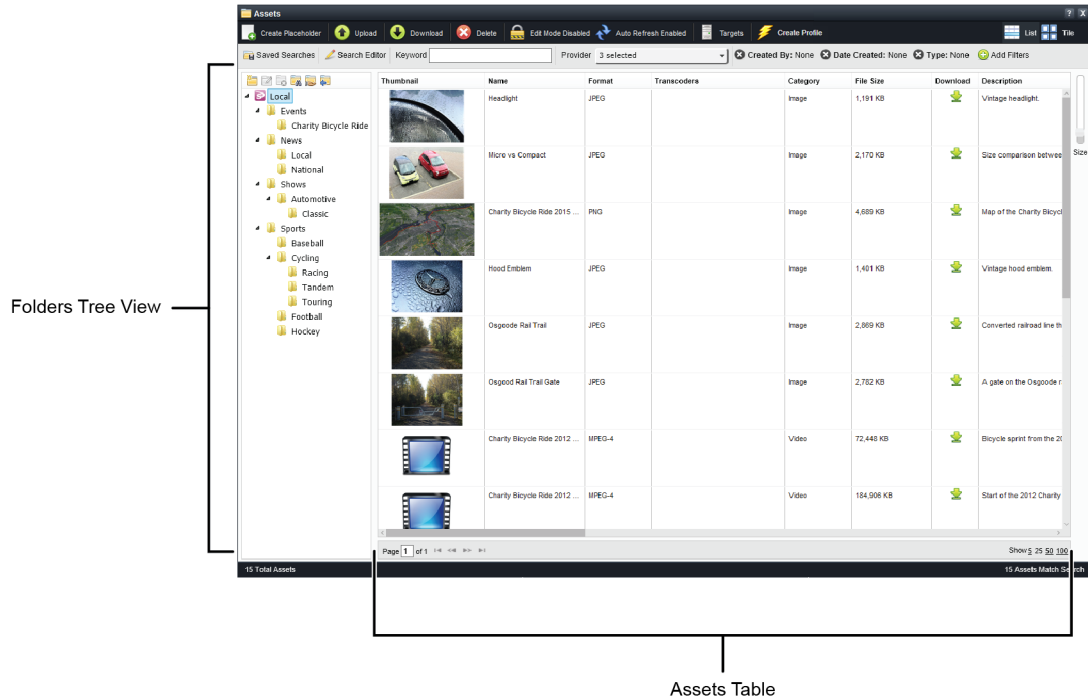 Assets ? X
Create Placeholder Upload Download Delete Edit Mode Disabled Auto Refresh Enabled Targets Create Profile List Tile
Saved Searches Search Editor Keyword Provider 3 selected Created By: None Date Created: None Type: None Add Filters
Thumbnail Name Format Transcoders Category File Size Download Description
Local
Events
Charity Bicycle Ride
News
Local
National
Shows
Automotive
Classic
Sports
Baseball
Cycling
Racing
Tandem
Touring
Football
Hockey
Headlight JPEG Image 1,191 KB Vintage headlight.
Micro vs Compact JPEG Image 2,170 KB Size comparison betwee
Size
Charity Bicycle Ride 2015 ... PNG Image 4,689 KB Map of the Charity Bicycl
Hood Emblem JPEG Image 1,401 KB Vintage hood emblem.
Osgoode Rail Trail JPEG Image 2,869 KB Converted railroad line th
Osgood Rail Trail Gate JPEG Image 2,782 KB A gate on the Osgoode r
Charity Bicycle Ride 2012 ... MPEG-4 Video 72,448 KB Bicycle sprint from the 20
Charity Bicycle Ride 2012 ... MPEG-4 Video 184,906 KB Start of the 2012 Charity
Page 1 of 1 Show 5 25 50 100
15 Total Assets 15 Assets Match Search
Folders Tree View
Assets Table